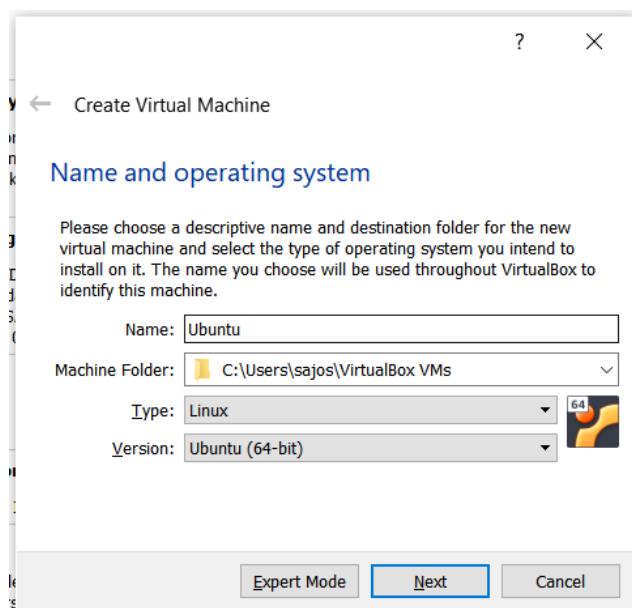 ?
Create Virtual Machine
Name and operating system
Please choose a descriptive name and destination folder for the new
virtual machine and select the type of operating system you intend to
install on it. The name you choose will be used throughout VirtualBox to
identify this machine.
Name: Ubuntu
Machine Folder: C:\Users\sajos\VirtualBox VMs
Type: Linux
64
Version: Ubuntu (64-bit)
Expert Mode Next Cancel